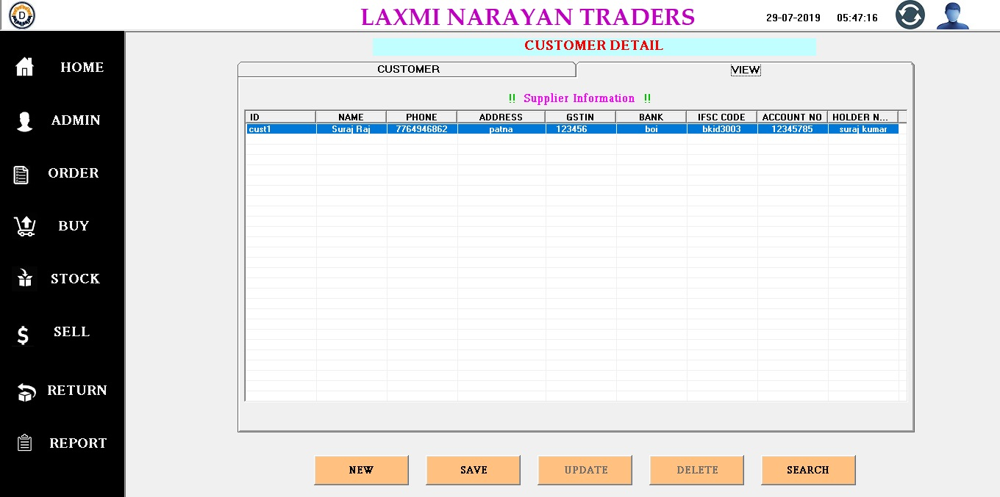 D
LAXMI NARAYAN TRADERS
29-07-2019 05:47:16
CUSTOMER DETAIL
HOME
ADMIN
ORDER
BUY
STOCK
SELL
RETURN
REPORT
CUSTOMER VIEW
!! Supplier Information !!
ID NAME PHONE ADDRESS GSTIN BANK IFSC CODE ACCOUNT NO HOLDER N...
cust1 Suraj Raj 7764946862 patna 123456 boi bkid3003 12345785 suraj kumar
NEW SAVE UPDATE DELETE SEARCH